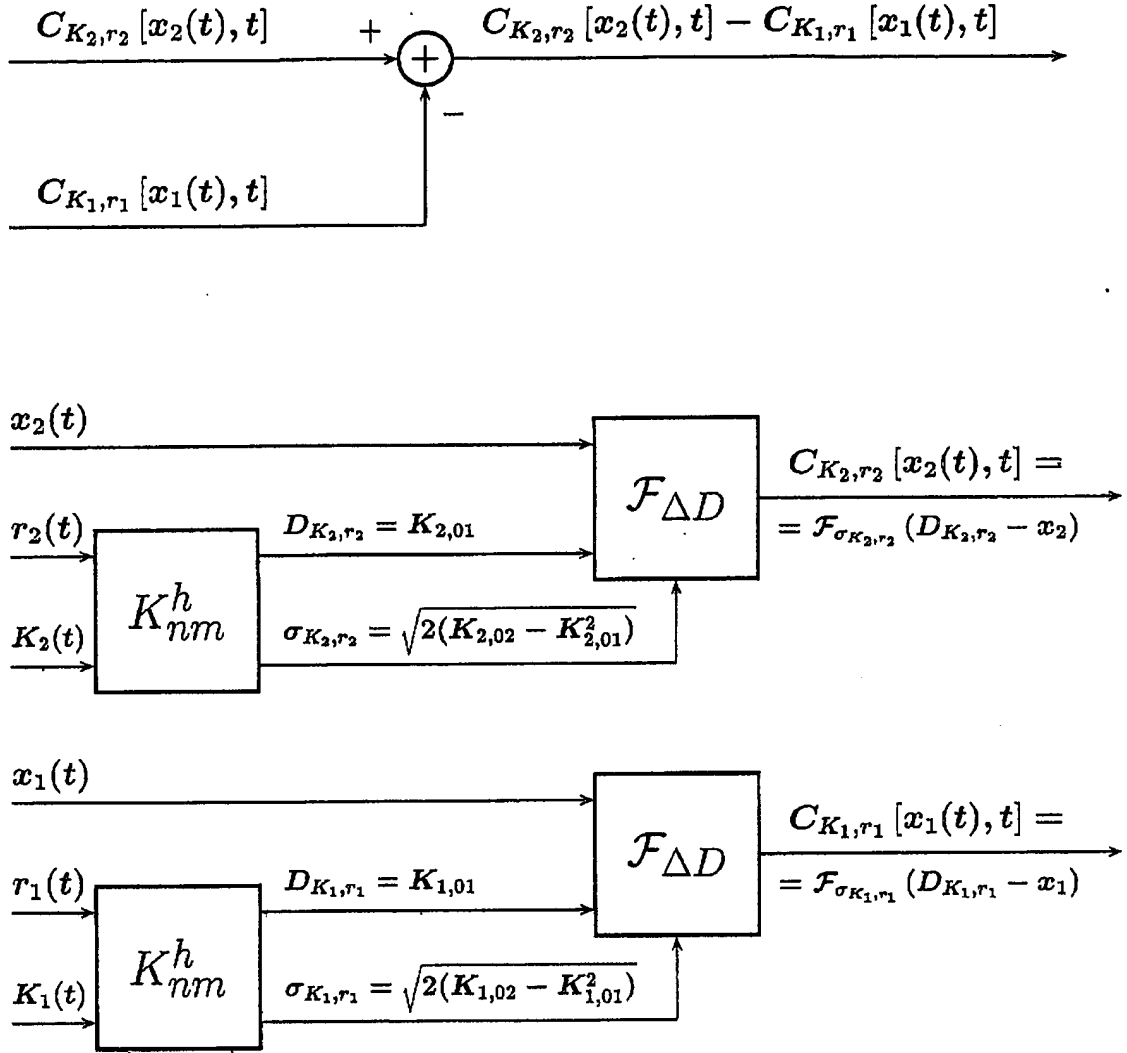 C_{K_2,r_2} [x_2(t), t]
+
C_{K_2,r_2} [x_2(t), t] − C_{K_1,r_1} [x_1(t), t]
+
−
C_{K_1,r_1} [x_1(t), t]
x_2(t)
F_{ΔD}
C_{K_2,r_2} [x_2(t), t] =
= F_{σ_{K_2,r_2}} (D_{K_2,r_2} − x_2)
r_2(t)
D_{K_2,r_2} = K_{2,01}
K^h_{nm}
K_2(t)
σ_{K_2,r_2} = √(2(K_{2,02} − K^2_{2,01}))
x_1(t)
F_{ΔD}
C_{K_1,r_1} [x_1(t), t] =
= F_{σ_{K_1,r_1}} (D_{K_1,r_1} − x_1)
r_1(t)
D_{K_1,r_1} = K_{1,01}
K^h_{nm}
K_1(t)
σ_{K_1,r_1} = √(2(K_{1,02} − K^2_{1,01}))